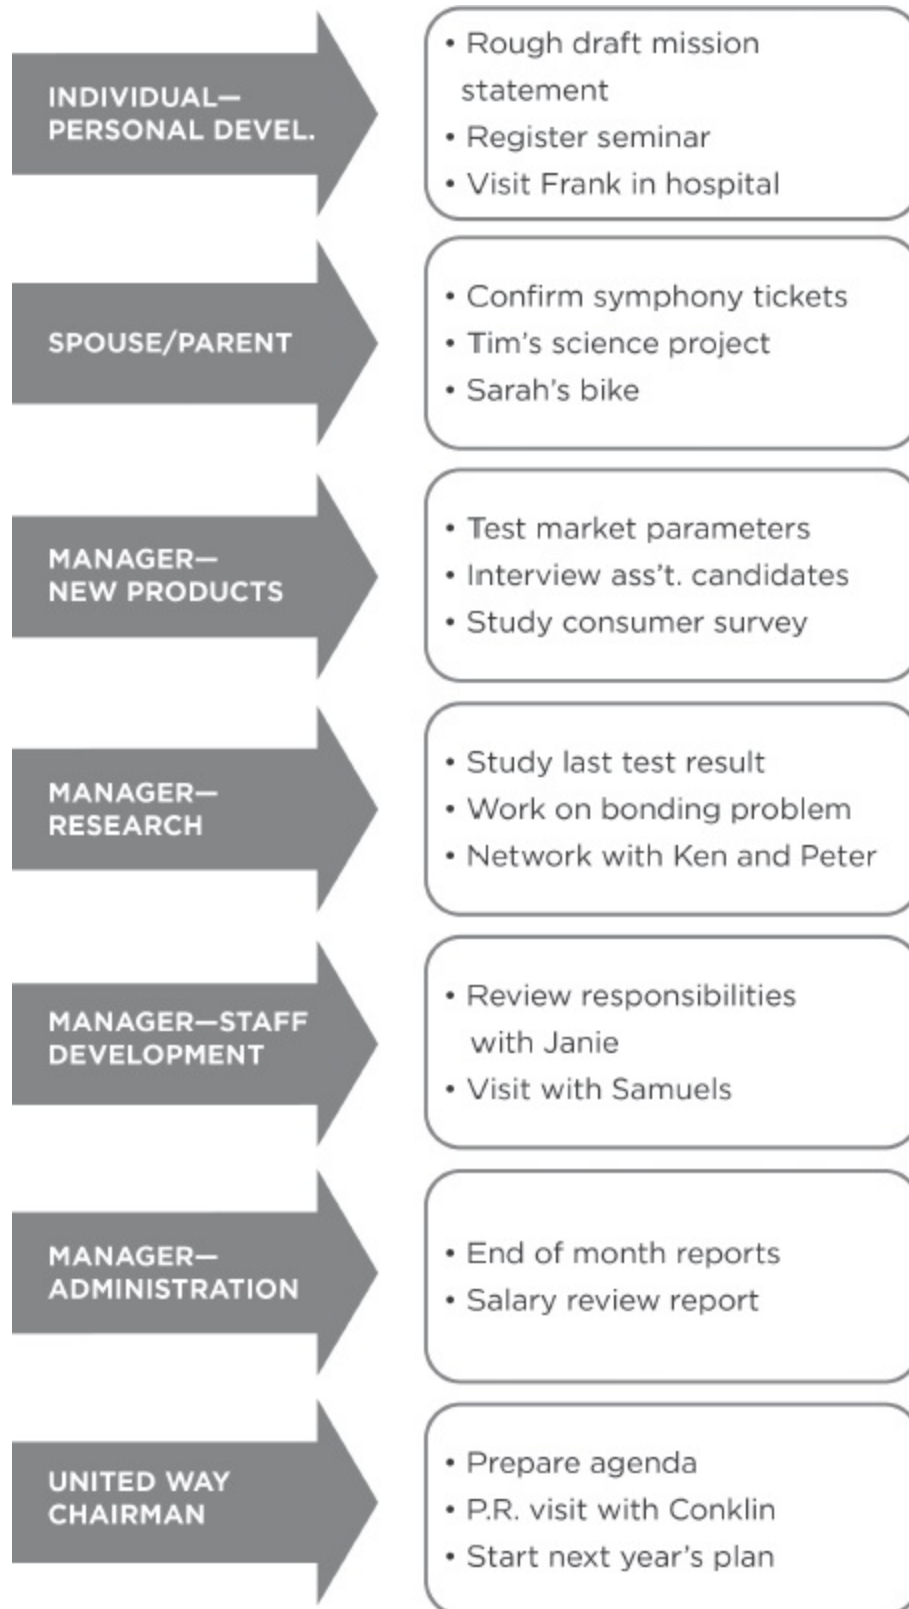 INDIVIDUAL—
PERSONAL DEVEL.
• Rough draft mission
statement
• Register seminar
• Visit Frank in hospital
SPOUSE/PARENT
• Confirm symphony tickets
• Tim's science project
• Sarah's bike
MANAGER—
NEW PRODUCTS
• Test market parameters
• Interview ass't. candidates
• Study consumer survey
MANAGER—
RESEARCH
• Study last test result
• Work on bonding problem
• Network with Ken and Peter
MANAGER—STAFF
DEVELOPMENT
• Review responsibilities
with Janie
• Visit with Samuels
MANAGER—
ADMINISTRATION
• End of month reports
• Salary review report
UNITED WAY
CHAIRMAN
• Prepare agenda
• P.R. visit with Conklin
• Start next year's plan